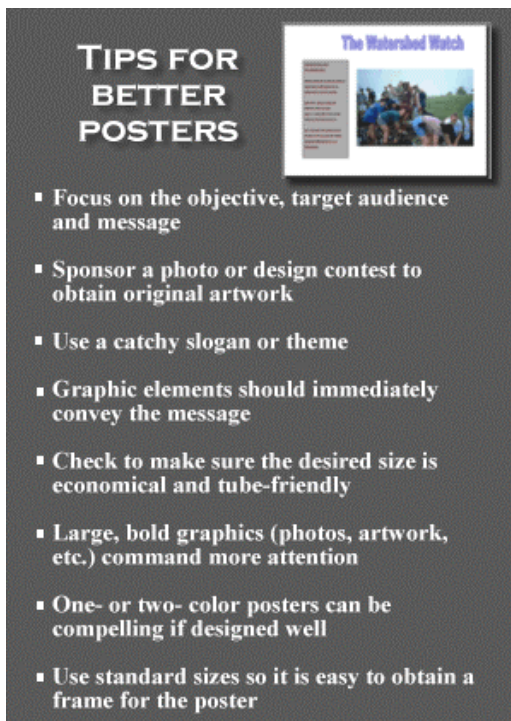 TIPS FOR
BETTER
POSTERS
The Watershed Watch
Focus on the objective, target audience
and message
Sponsor a photo or design contest to
obtain original artwork
Use a catchy slogan or theme
Graphic elements should immediately
convey the message
Check to make sure the desired size is
economical and tube-friendly
Large, bold graphics (photos, artwork,
etc.) command more attention
One- or two- color posters can be
compelling if designed well
Use standard sizes so it is easy to obtain a
frame for the poster